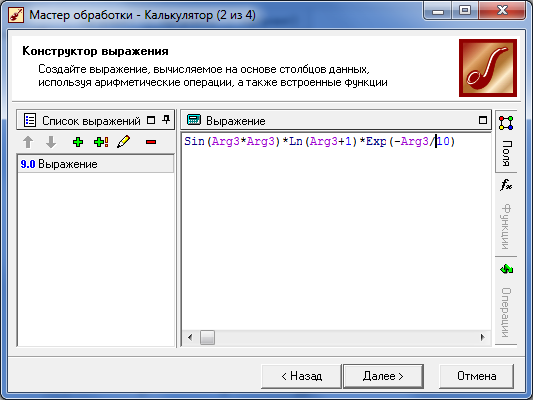 Мастер обработки - Калькулятор (2 из 4)
Конструктор выражения
Создайте выражение, вычисляемое на основе столбцов данных,
используя арифметические операции, а также встроенные функции
Список выражений
9.0 Выражение
Выражение
Sin(Arg3*Arg3)*Ln(Arg3+1)*Exp(-Arg3/10)
Поля
fx
Функции
Операции
< Назад
Далее >
Отмена